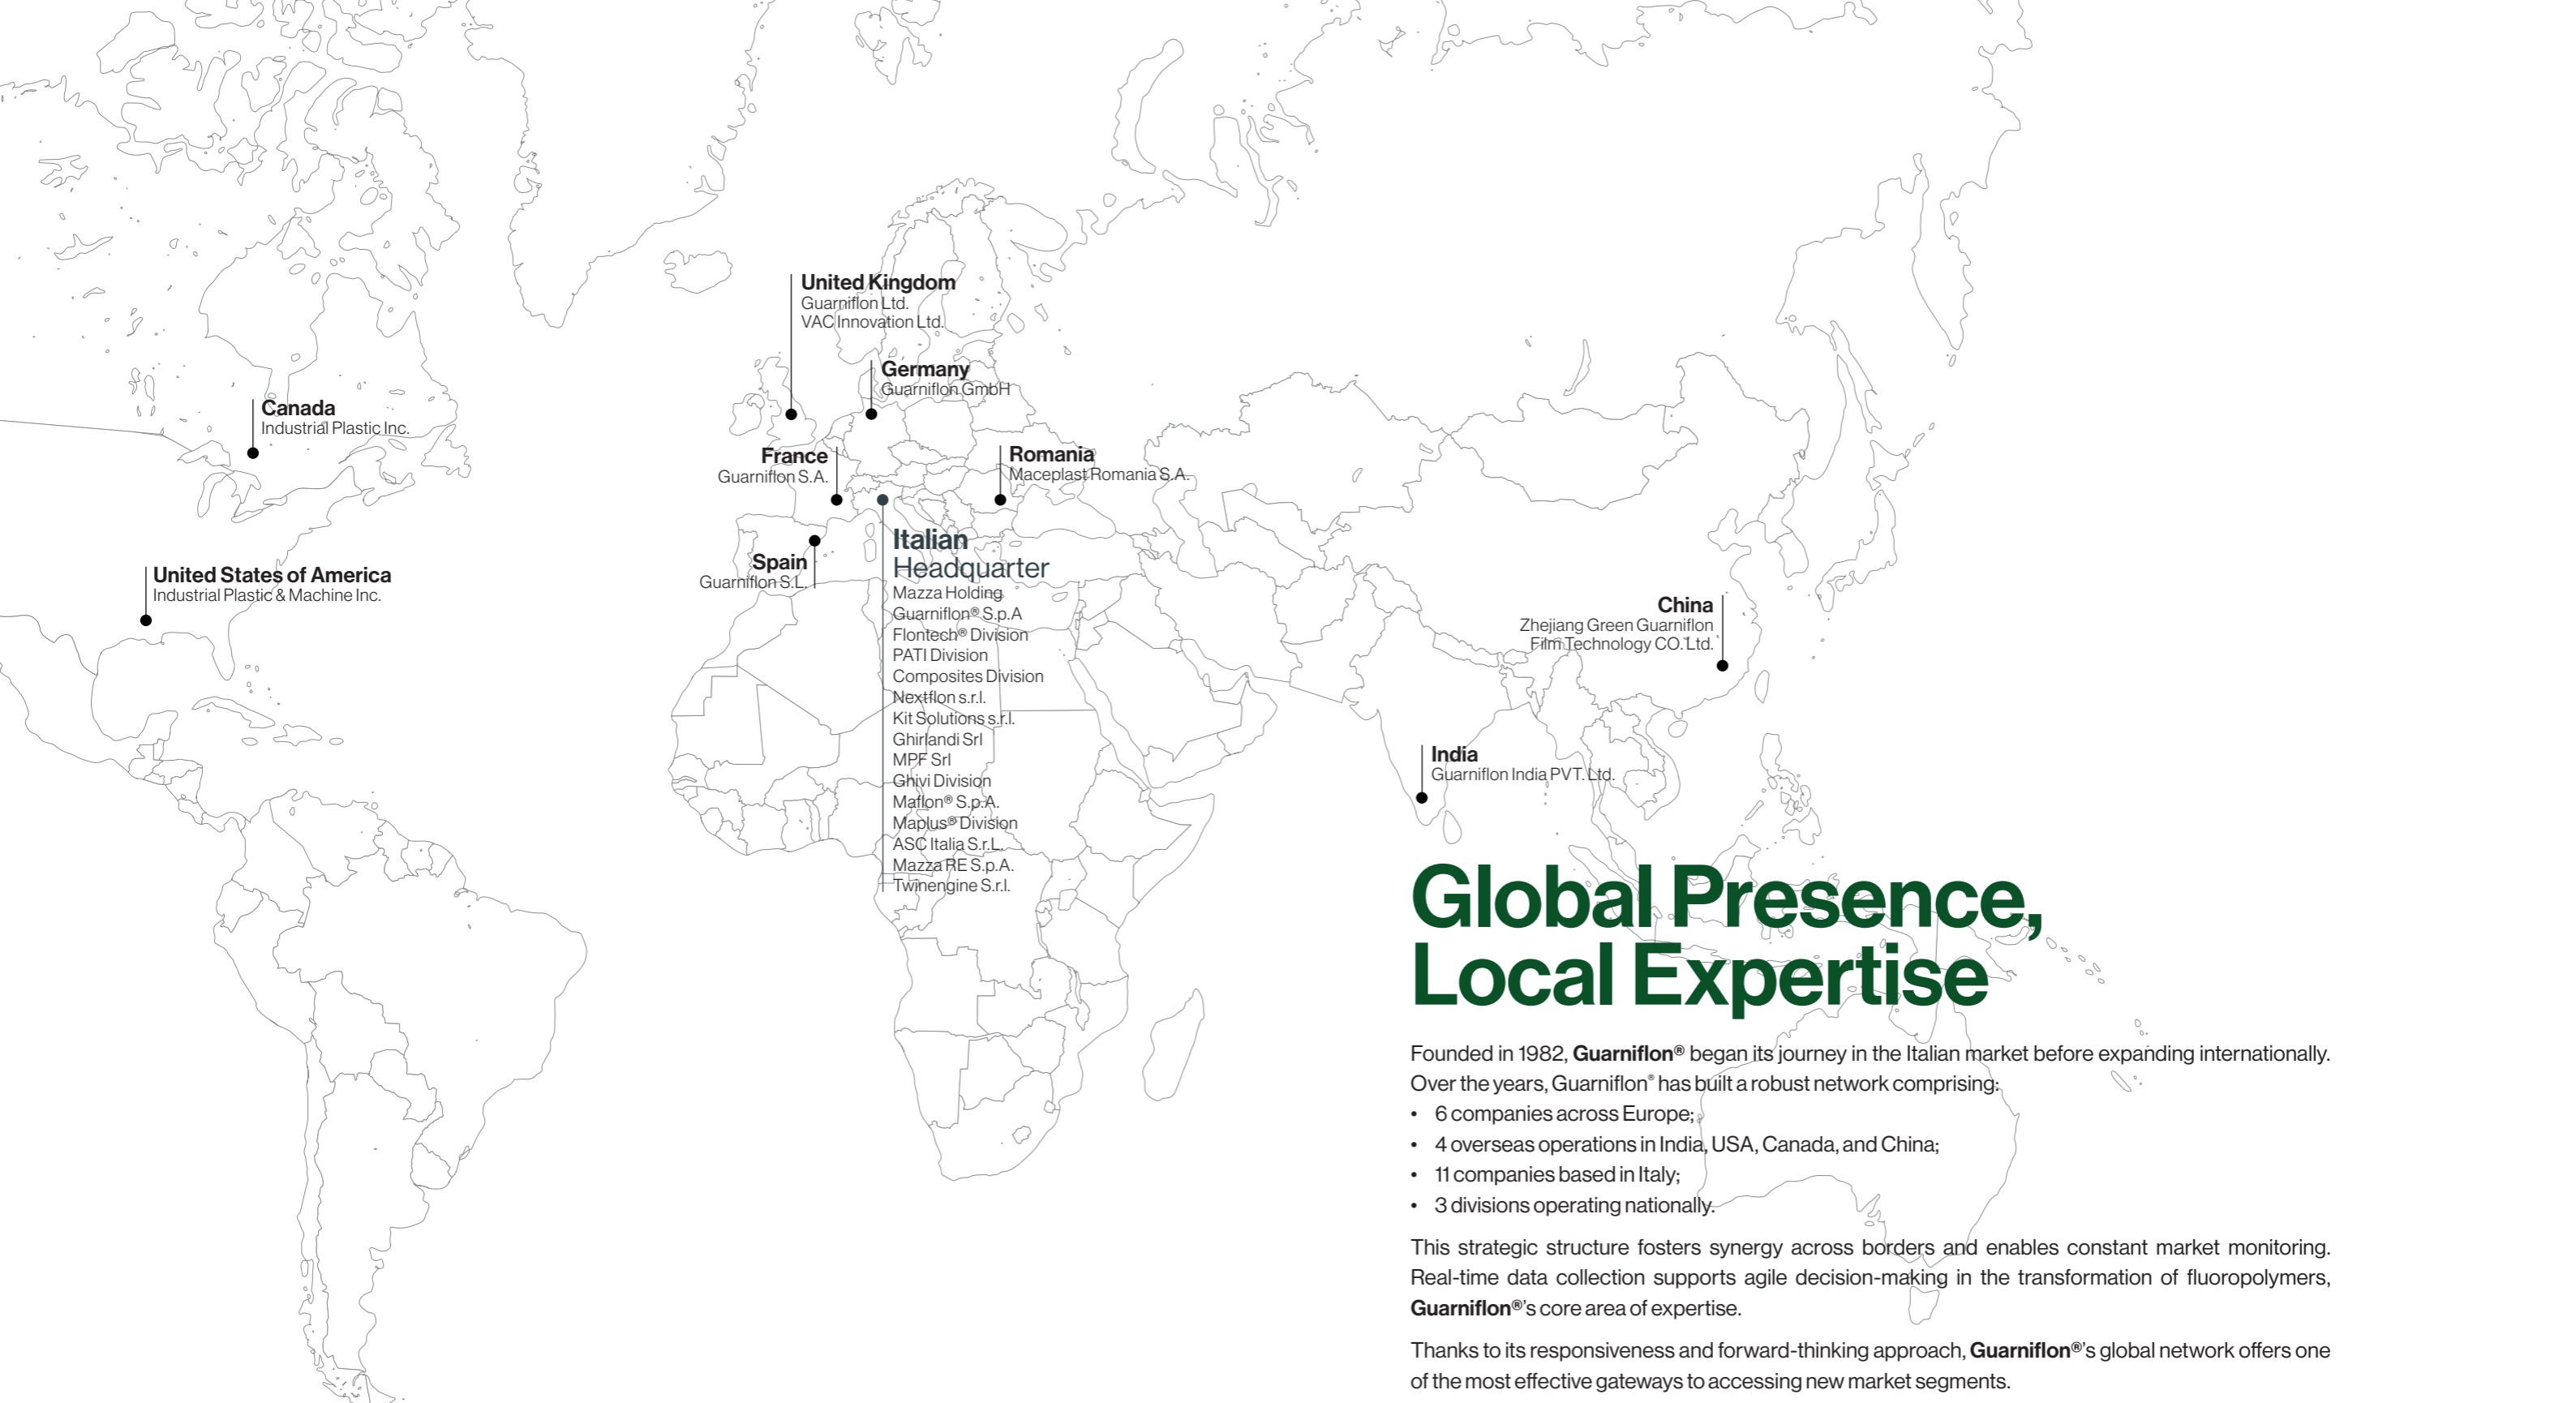 United Kingdom
Guarniflon Ltd.
VAC Innovation Ltd.
Germany
Guarniflon GmbH
Canada
Industrial Plastic Inc.
France
Guarniflon S.A.
Romania
Maceplast Romania S.A.
Spain
Guarniflon S.L.
United States of America
Industrial Plastic & Machine Inc.
Italian
Headquarter
Mazza Holding
Guarniflon® S.p.A
Flontech® Division
PATI Division
Composites Division
Nextflon s.r.l.
Kit Solutions s.r.l.
Ghirlandi Srl
MPF Srl
Ghivi Division
Maflon® S.p.A.
Maplus® Division
ASC Italia S.r.L.
Mazza RE S.p.A.
Twinengine S.r.l.
China
Zhejiang Green Guarniflon
Film Technology CO. Ltd.
India
Guarniflon India PVT. Ltd.
Global Presence,
Local Expertise
Founded in 1982, Guarniflon® began its journey in the Italian market before expanding internationally.
Over the years, Guarniflon® has built a robust network comprising:
• 6 companies across Europe;
• 4 overseas operations in India, USA, Canada, and China;
• 11 companies based in Italy;
• 3 divisions operating nationally.
This strategic structure fosters synergy across borders and enables constant market monitoring.
Real-time data collection supports agile decision-making in the transformation of fluoropolymers,
Guarniflon®'s core area of expertise.
Thanks to its responsiveness and forward-thinking approach, Guarniflon®'s global network offers one
of the most effective gateways to accessing new market segments.